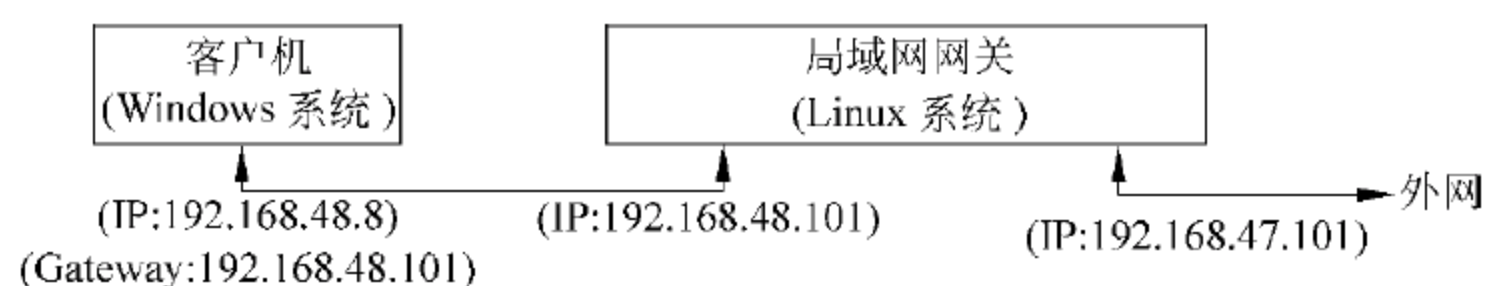 客户机
(Windows 系统)
局域网网关
(Linux 系统)
(IP:192.168.48.8)
(Gateway:192.168.48.101)
(IP:192.168.48.101)
(IP:192.168.47.101)
外网